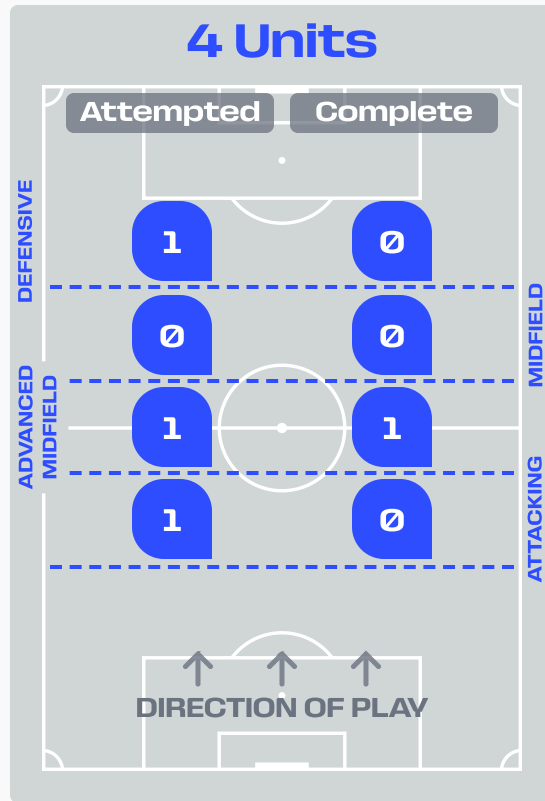 4 Units
Attempted Complete
DEFENSIVE
1 0
MIDFIELD
0 0
ADVANCED
MIDFIELD
1 1
ATTACKING
1 0
DIRECTION OF PLAY